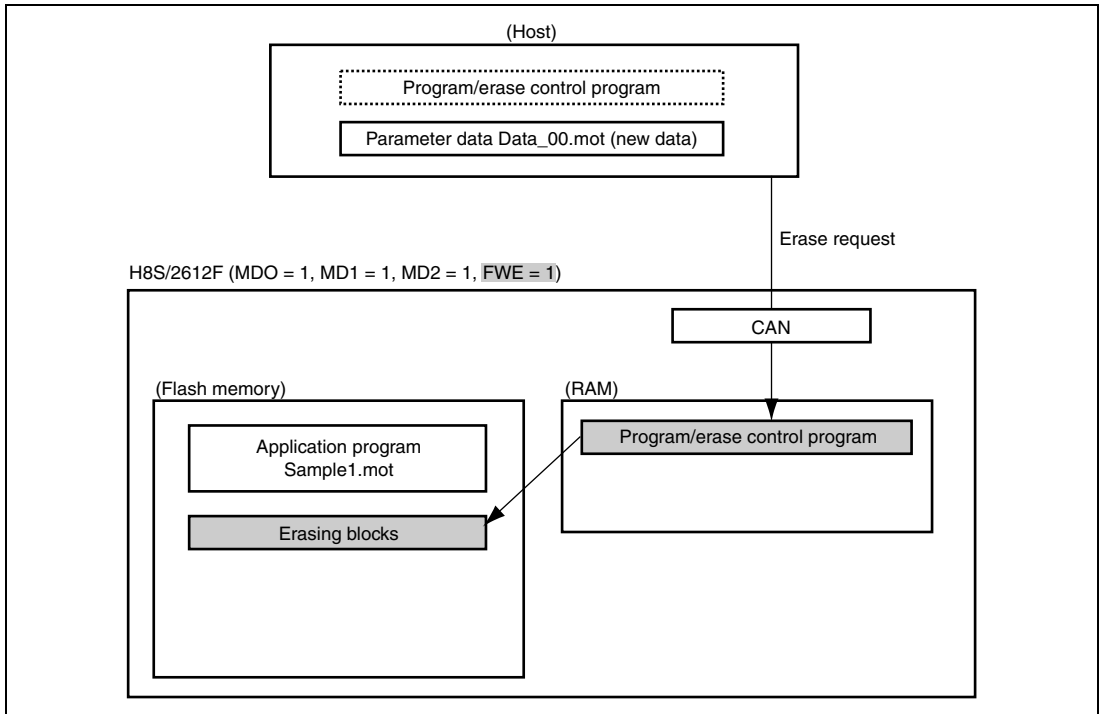 (Host)
Program/erase control program
Parameter data Data_00.mot (new data)
Erase request
H8S/2612F (MDO = 1, MD1 = 1, MD2 = 1, FWE = 1)
CAN
(Flash memory)
(RAM)
Application program
Sample1.mot
Program/erase control program
Erasing blocks